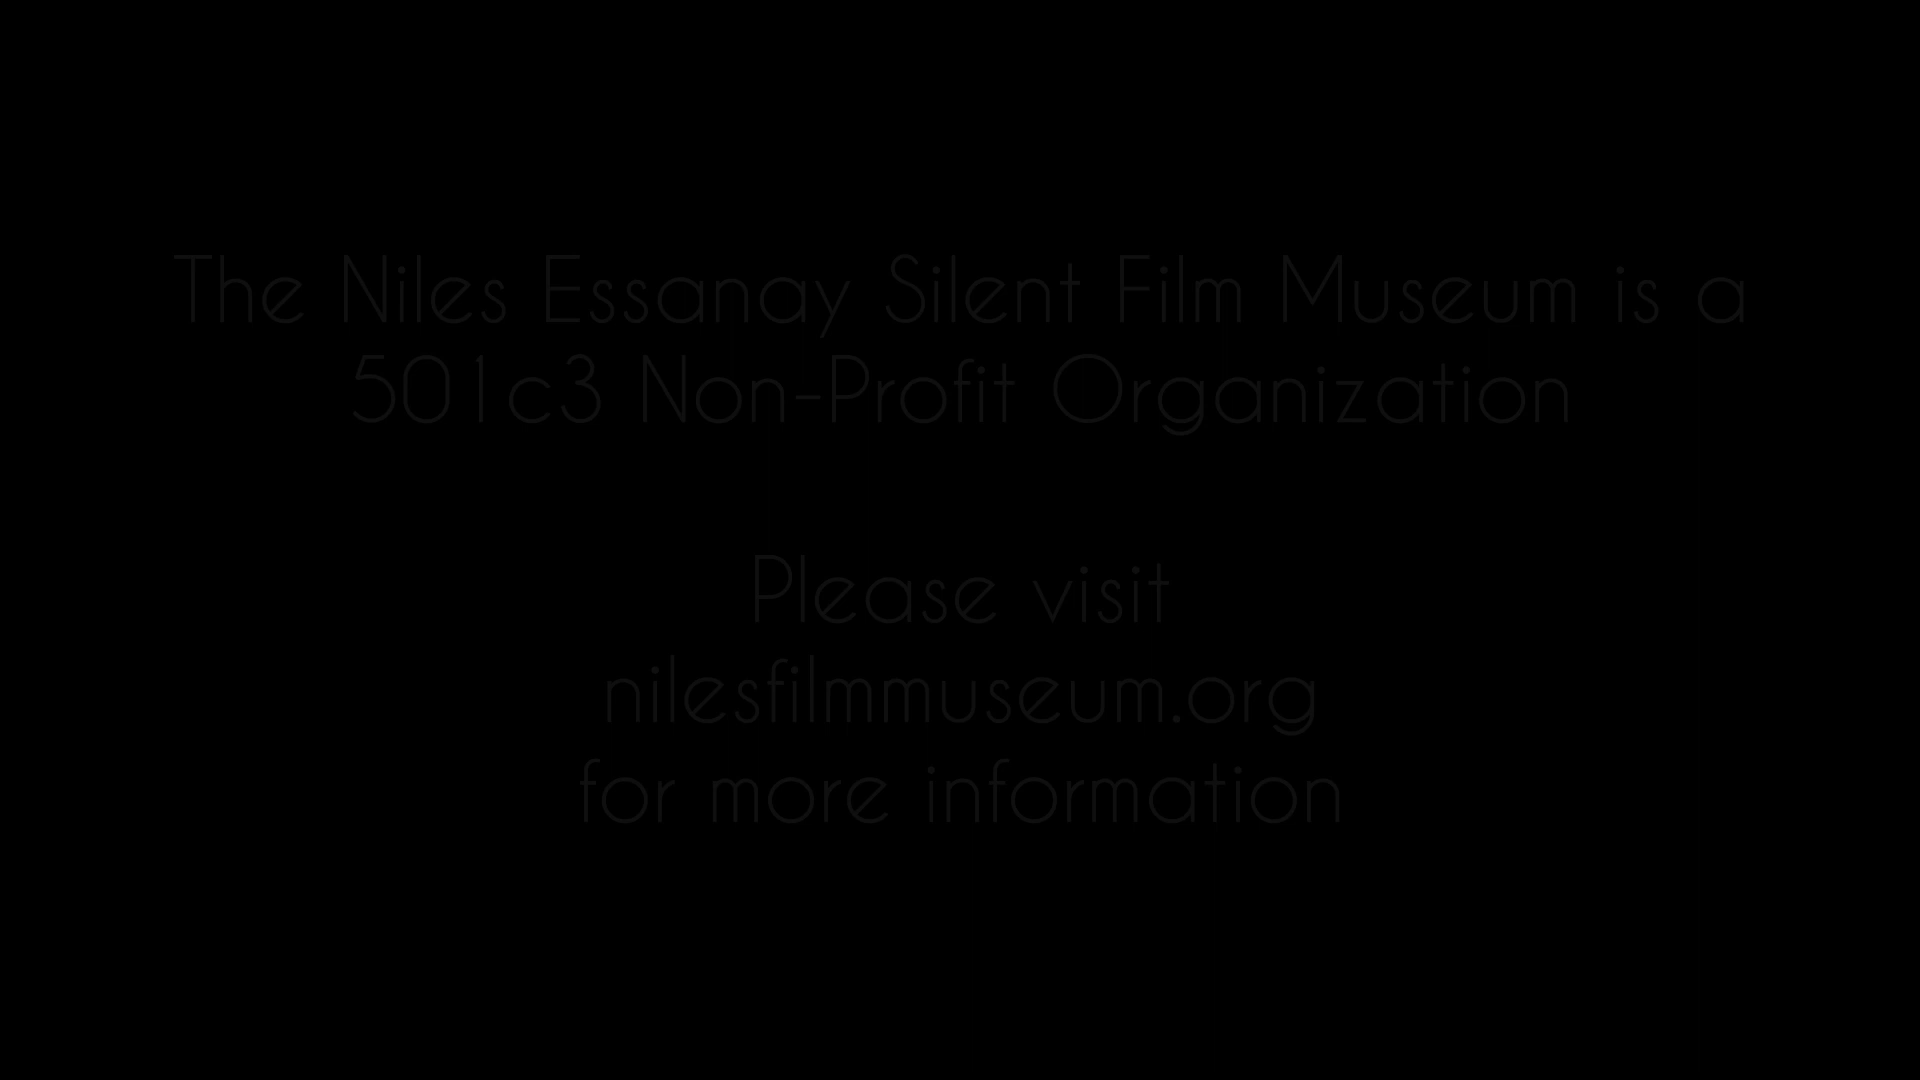 The Niles Essanay Silent Film Museum is a
501c3 Non-Profit Organization
Please visit
nilesfilmmuseum.org
for more information